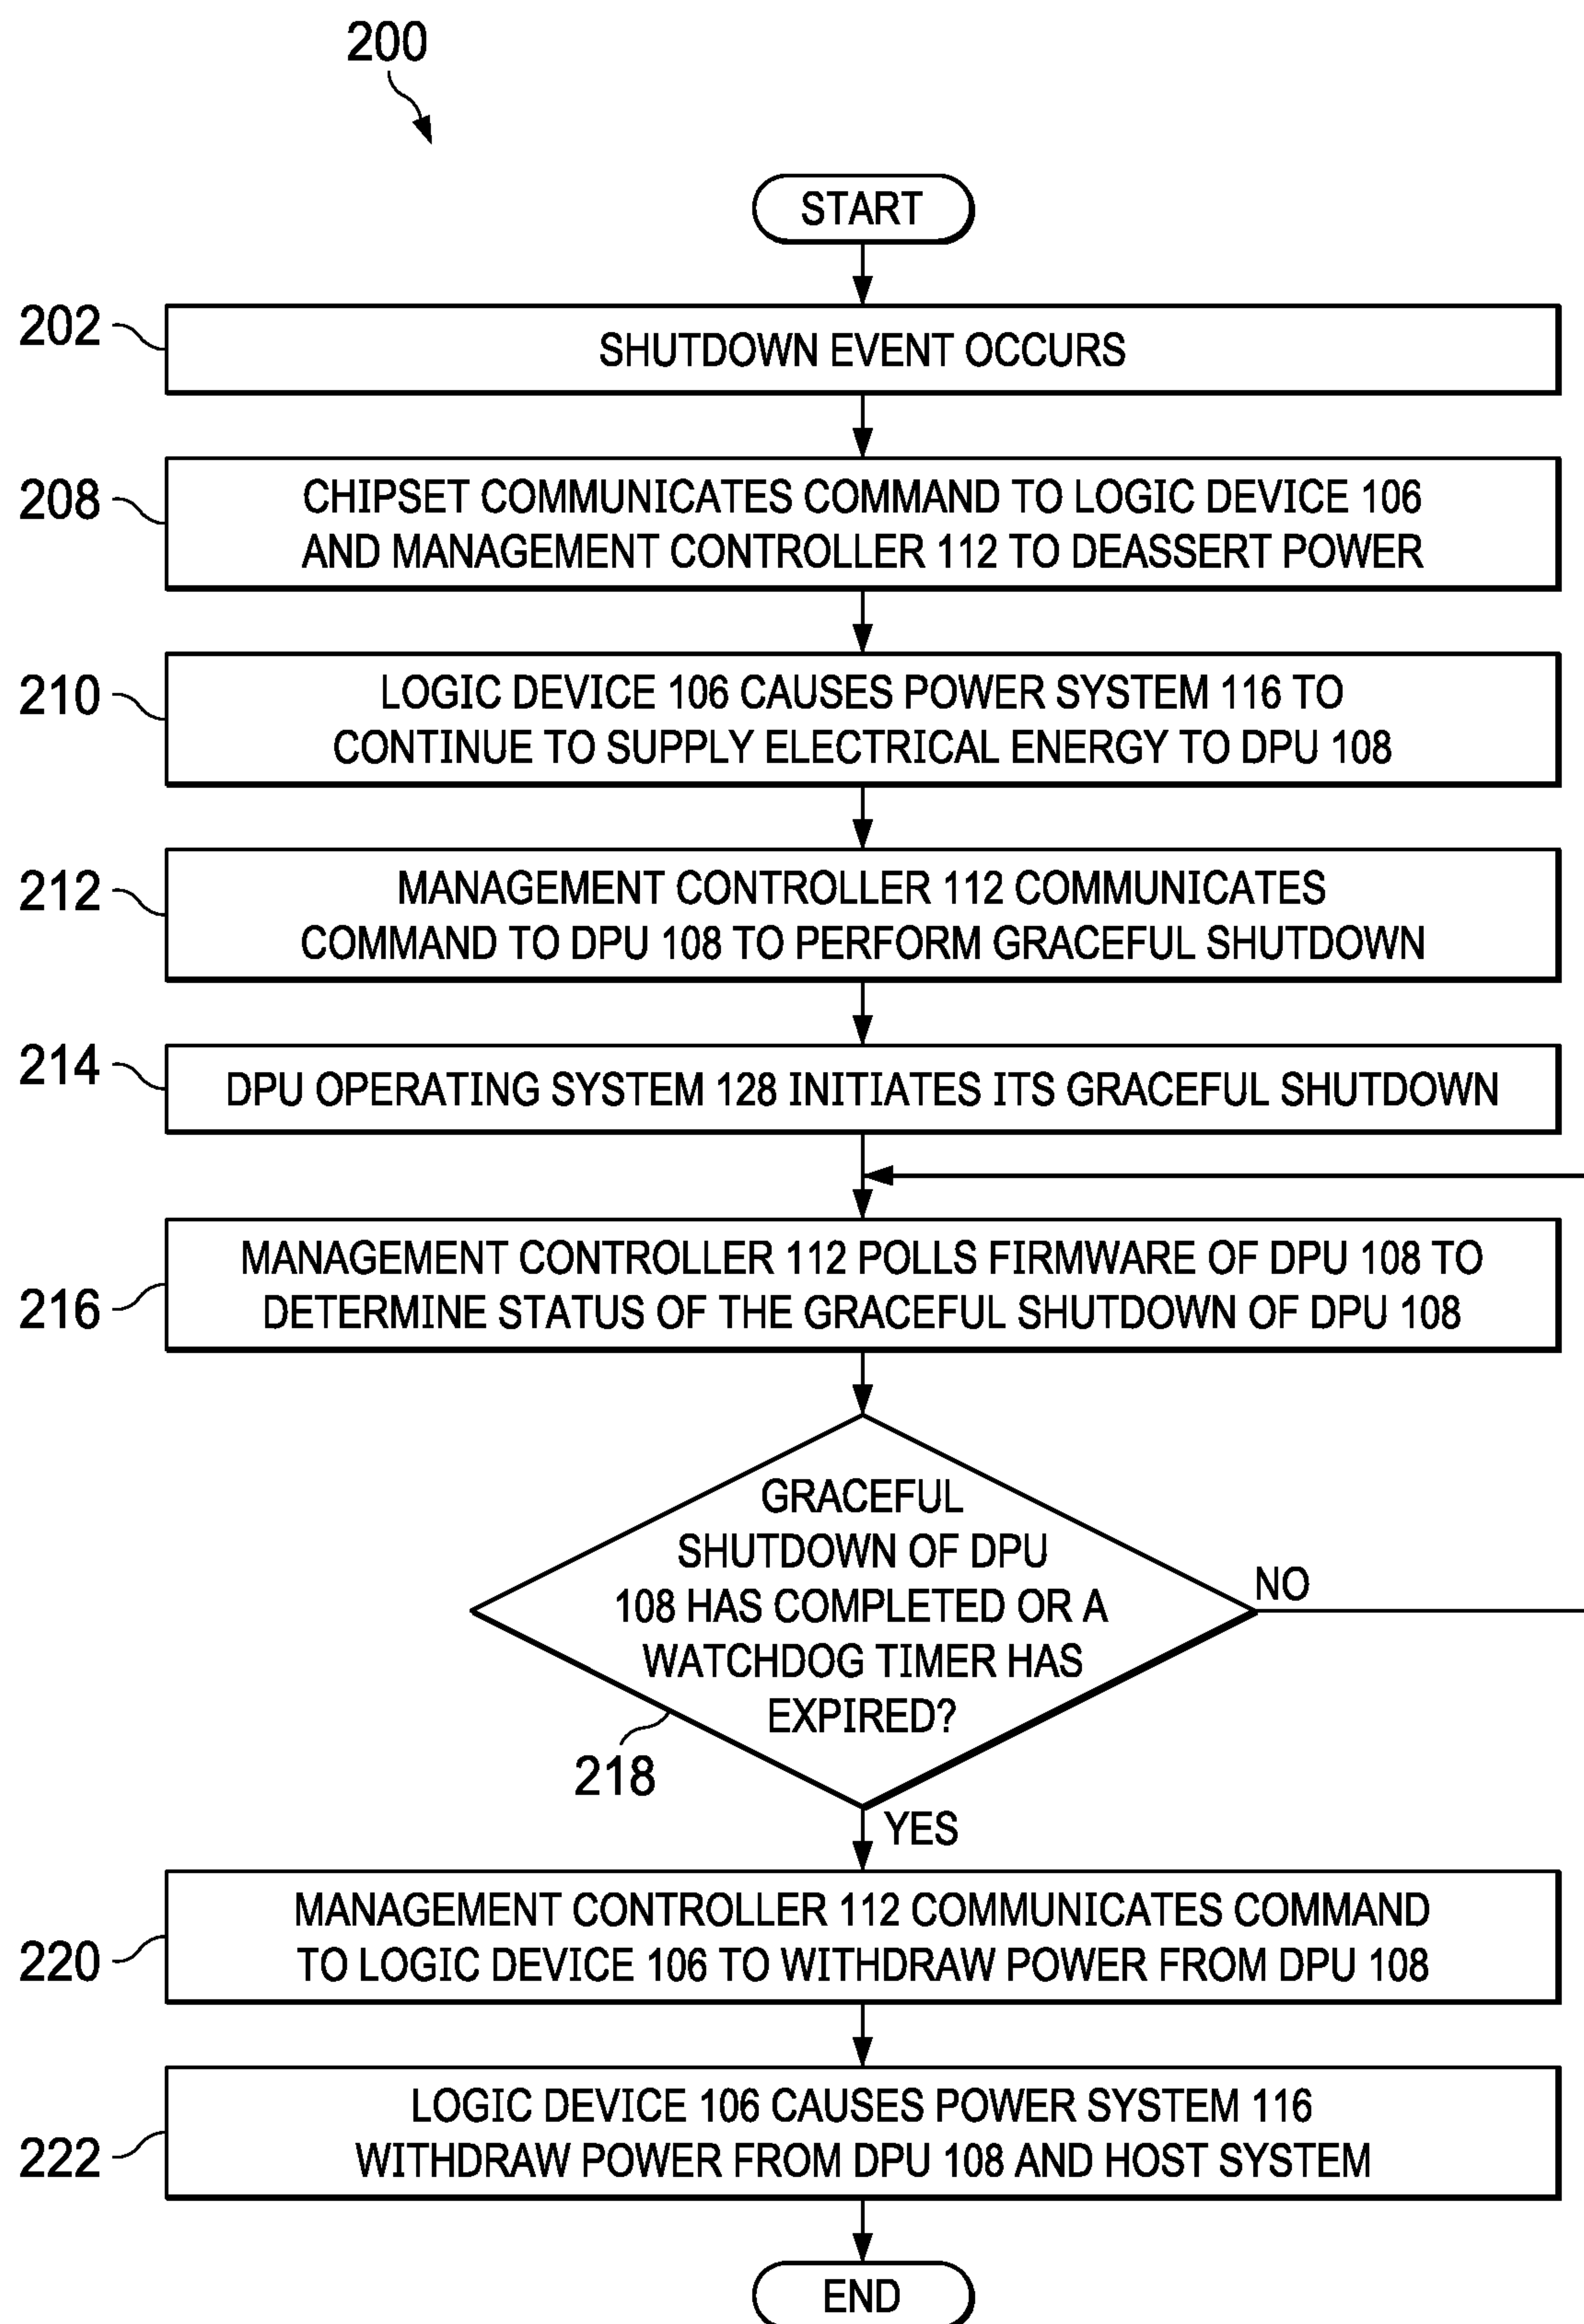 200
START
202
SHUTDOWN EVENT OCCURS
208
CHIPSET COMMUNICATES COMMAND TO LOGIC DEVICE 106
AND MANAGEMENT CONTROLLER 112 TO DEASSERT POWER
210
LOGIC DEVICE 106 CAUSES POWER SYSTEM 116 TO
CONTINUE TO SUPPLY ELECTRICAL ENERGY TO DPU 108
212
MANAGEMENT CONTROLLER 112 COMMUNICATES
COMMAND TO DPU 108 TO PERFORM GRACEFUL SHUTDOWN
214
DPU OPERATING SYSTEM 128 INITIATES ITS GRACEFUL SHUTDOWN
216
MANAGEMENT CONTROLLER 112 POLLS FIRMWARE OF DPU 108 TO
DETERMINE STATUS OF THE GRACEFUL SHUTDOWN OF DPU 108
GRACEFUL
SHUTDOWN OF DPU
108 HAS COMPLETED OR A
WATCHDOG TIMER HAS
EXPIRED?
NO
218
YES
220
MANAGEMENT CONTROLLER 112 COMMUNICATES COMMAND
TO LOGIC DEVICE 106 TO WITHDRAW POWER FROM DPU 108
222
LOGIC DEVICE 106 CAUSES POWER SYSTEM 116
WITHDRAW POWER FROM DPU 108 AND HOST SYSTEM
END